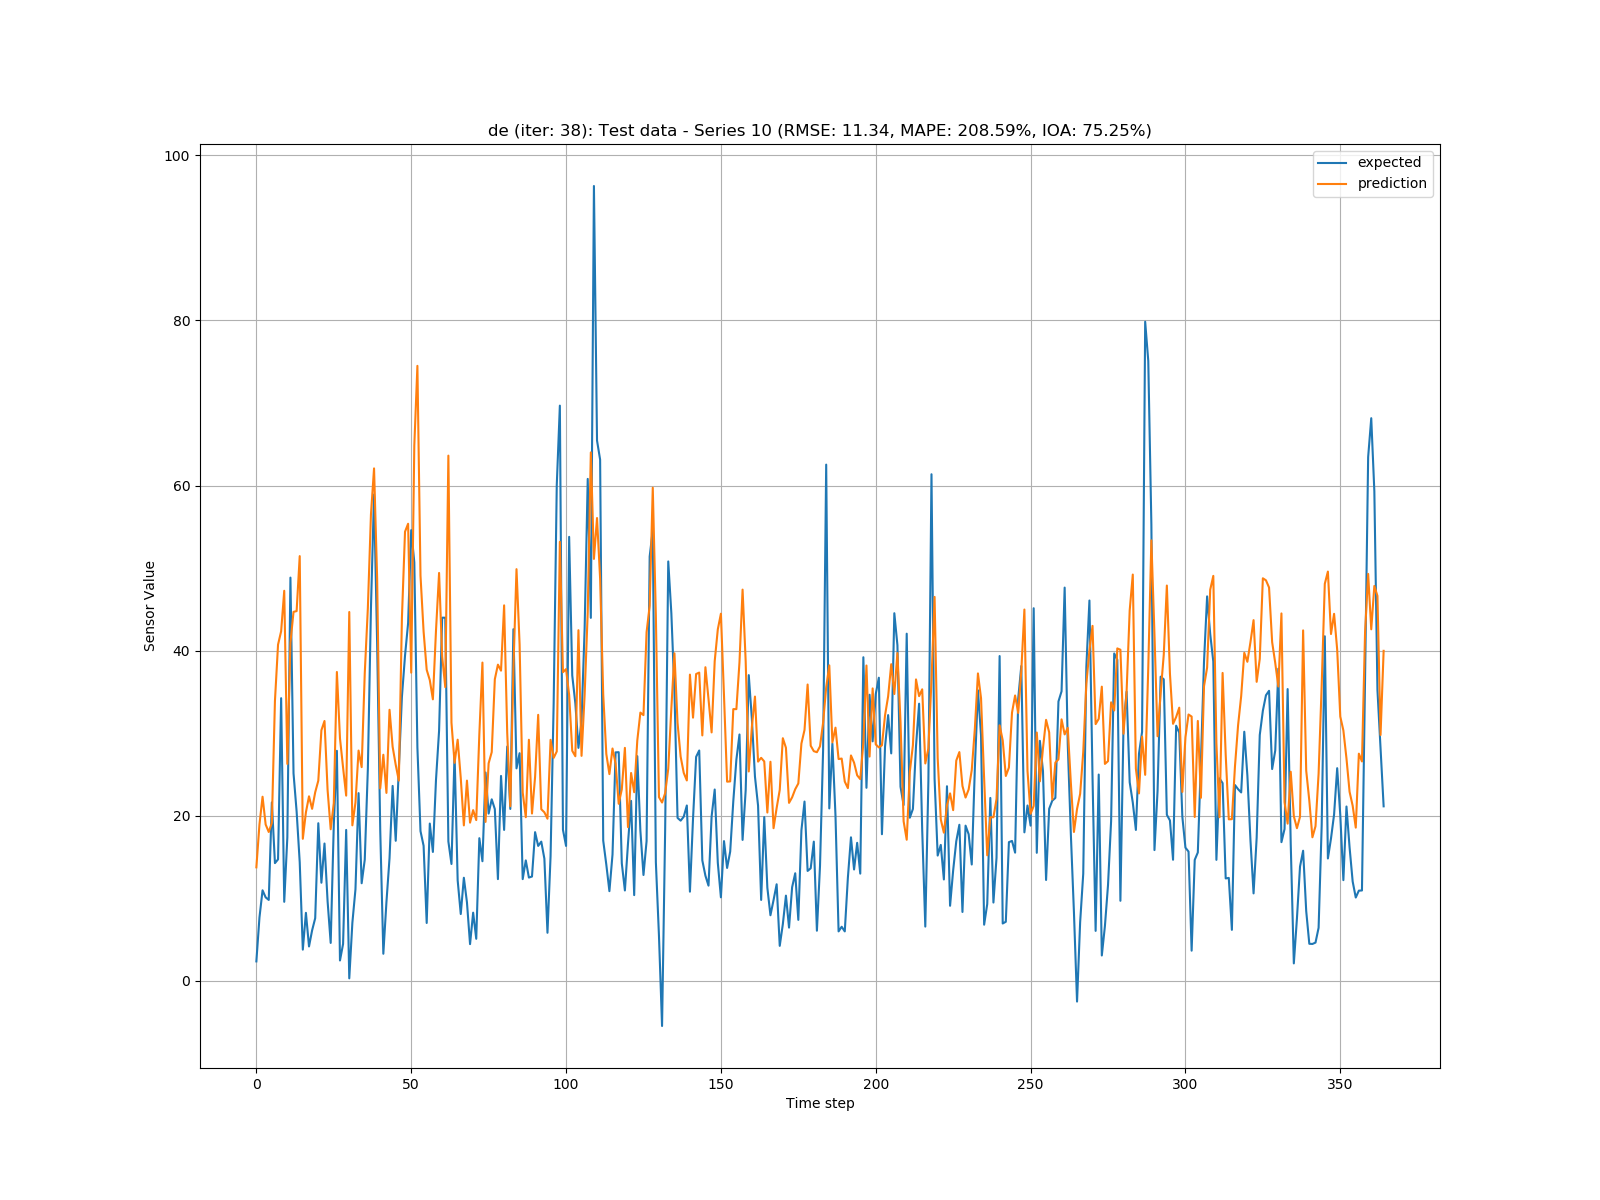 de (iter: 38): Test data - Series 10 (RMSE: 11.34, MAPE: 208.59%, IOA: 75.25%)
expected
prediction
100
80
60
40
20
0
Sensor Value
0 50 100 150 200 250 300 350
Time step